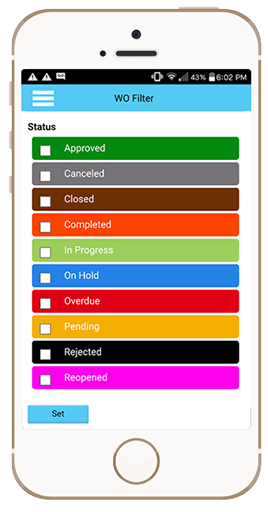 43% 6:02 PM
WO Filter
Status
Approved
Canceled
Closed
Completed
In Progress
On Hold
Overdue
Pending
Rejected
Reopened
Set